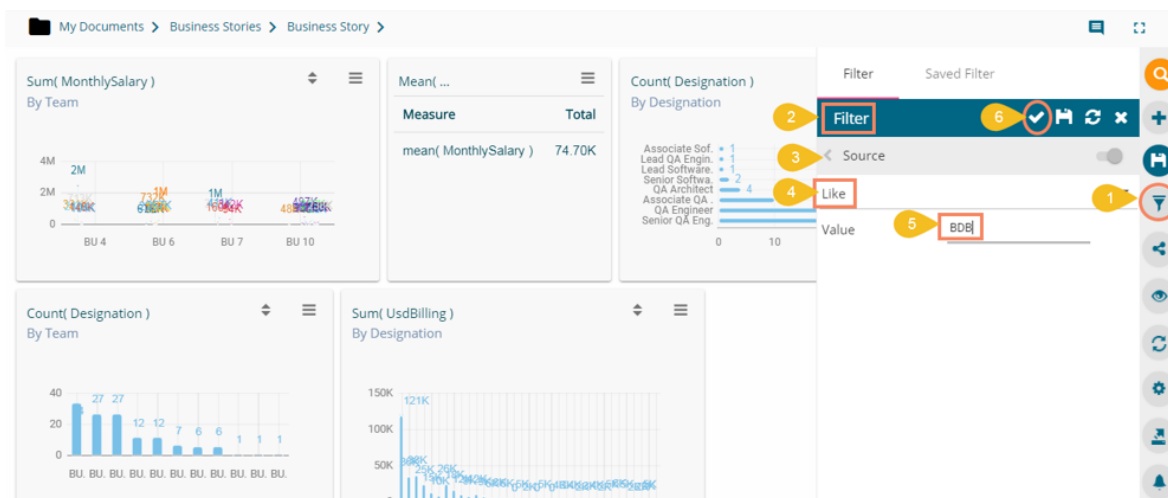 My Documents > Business Stories > Business Story >
Sum( MonthlySalary )
By Team
4M
2M
0
2M
732K
1M
1M
BU 4
BU 6
BU 7
BU 10
Mean( ...
Measure Total
mean( MonthlySalary ) 74.70K
Count( Designation )
By Designation
Associate Sof. 1
Lead QA Engin. 1
Lead Software. 1
Senior Softwa. 2
QA Architect 4
Associate QA .
QA Engineer
Senior QA Eng.
0 10
Filter Saved Filter
2 Filter 6
3 < Source
4 Like
1
Value 5 BDB
Count( Designation )
By Team
40
20
0
27 27 12 12 7 6 6 1 1 1
BU. BU. BU. BU. BU. BU. BU. BU. BU. BU. BU.
Sum( UsdBilling )
By Designation
150K
100K
50K
121K
25K
26K